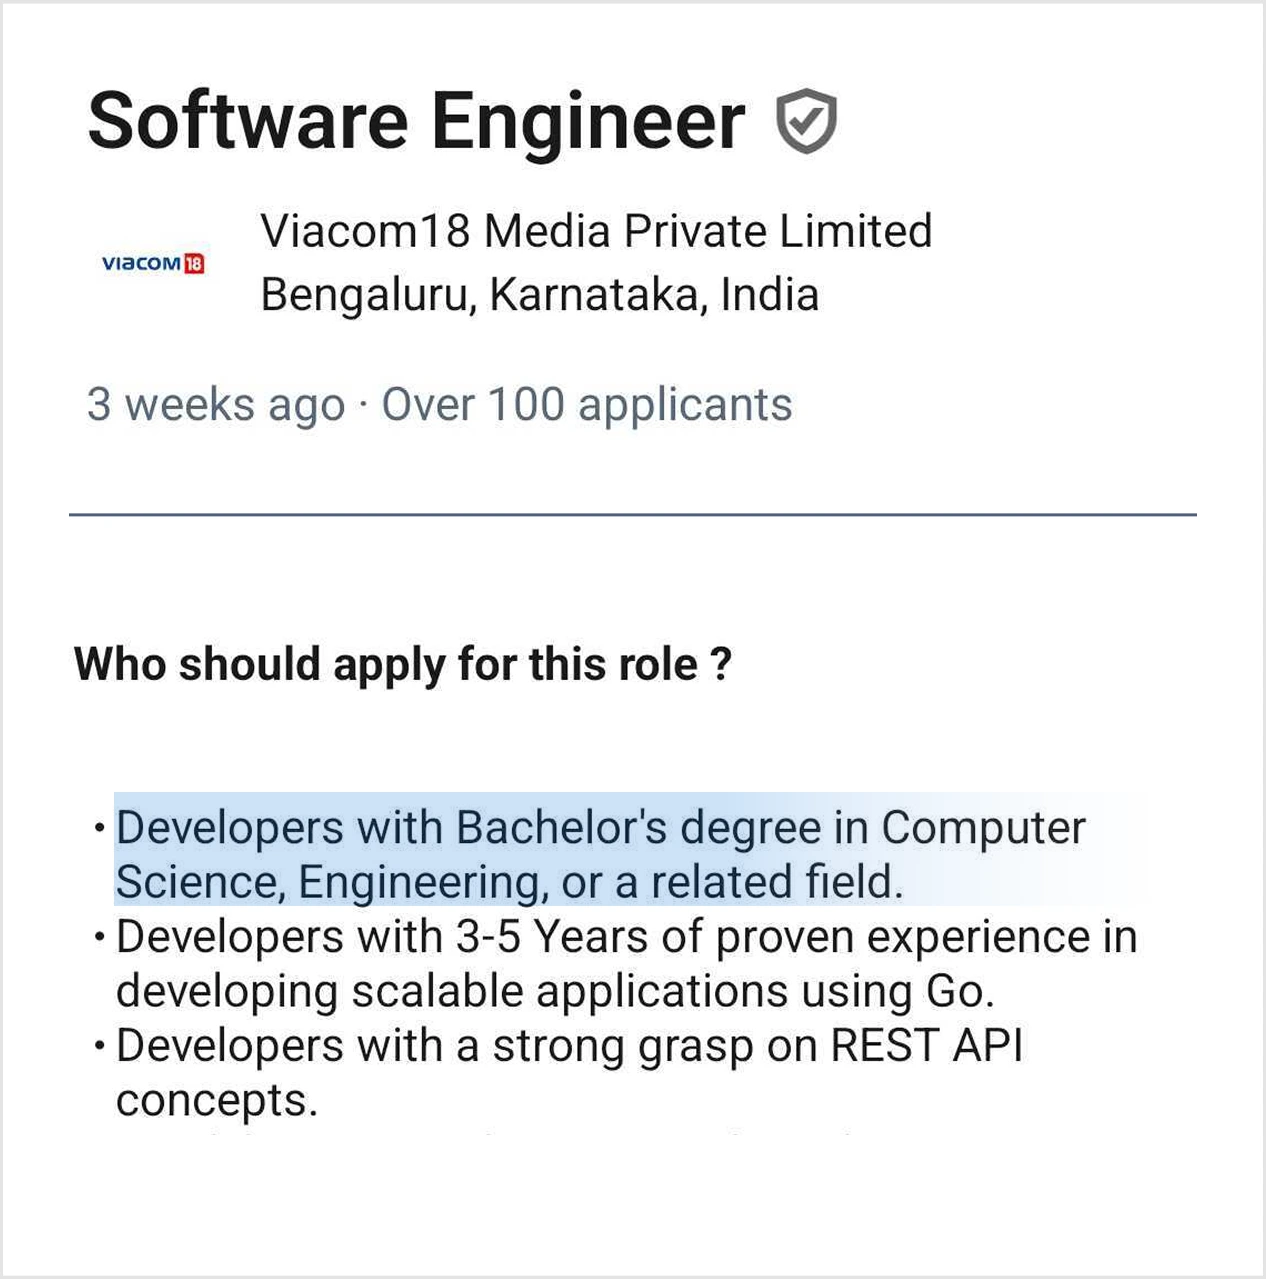 Software Engineer
Viacom18 Media Private Limited
VIACOM 18
Bengaluru, Karnataka, India
3 weeks ago · Over 100 applicants
Who should apply for this role ?
• Developers with Bachelor's degree in Computer
Science, Engineering, or a related field.
• Developers with 3-5 Years of proven experience in
developing scalable applications using Go.
• Developers with a strong grasp on REST API
concepts.